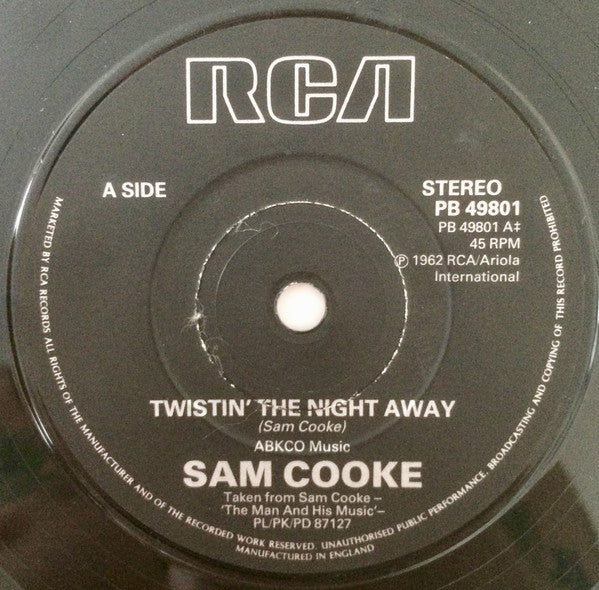 RCA
A SIDE
STEREO
PB 49801
PB 49801 A‡
45 RPM
℗ 1962 RCA/Ariola
International
TWISTIN' THE NIGHT AWAY
(Sam Cooke)
ABKCO Music
SAM COOKE
Taken from Sam Cooke –
'The Man And His Music'–
PL/PK/PD 87127
MARKETED BY RCA RECORDS ALL RIGHTS OF THE MANUFACTURER AND OF THE RECORDED WORK RESERVED. UNAUTHORISED PUBLIC PERFORMANCE, BROADCASTING AND COPYING OF THIS RECORD PROHIBITED
MANUFACTURED IN ENGLAND